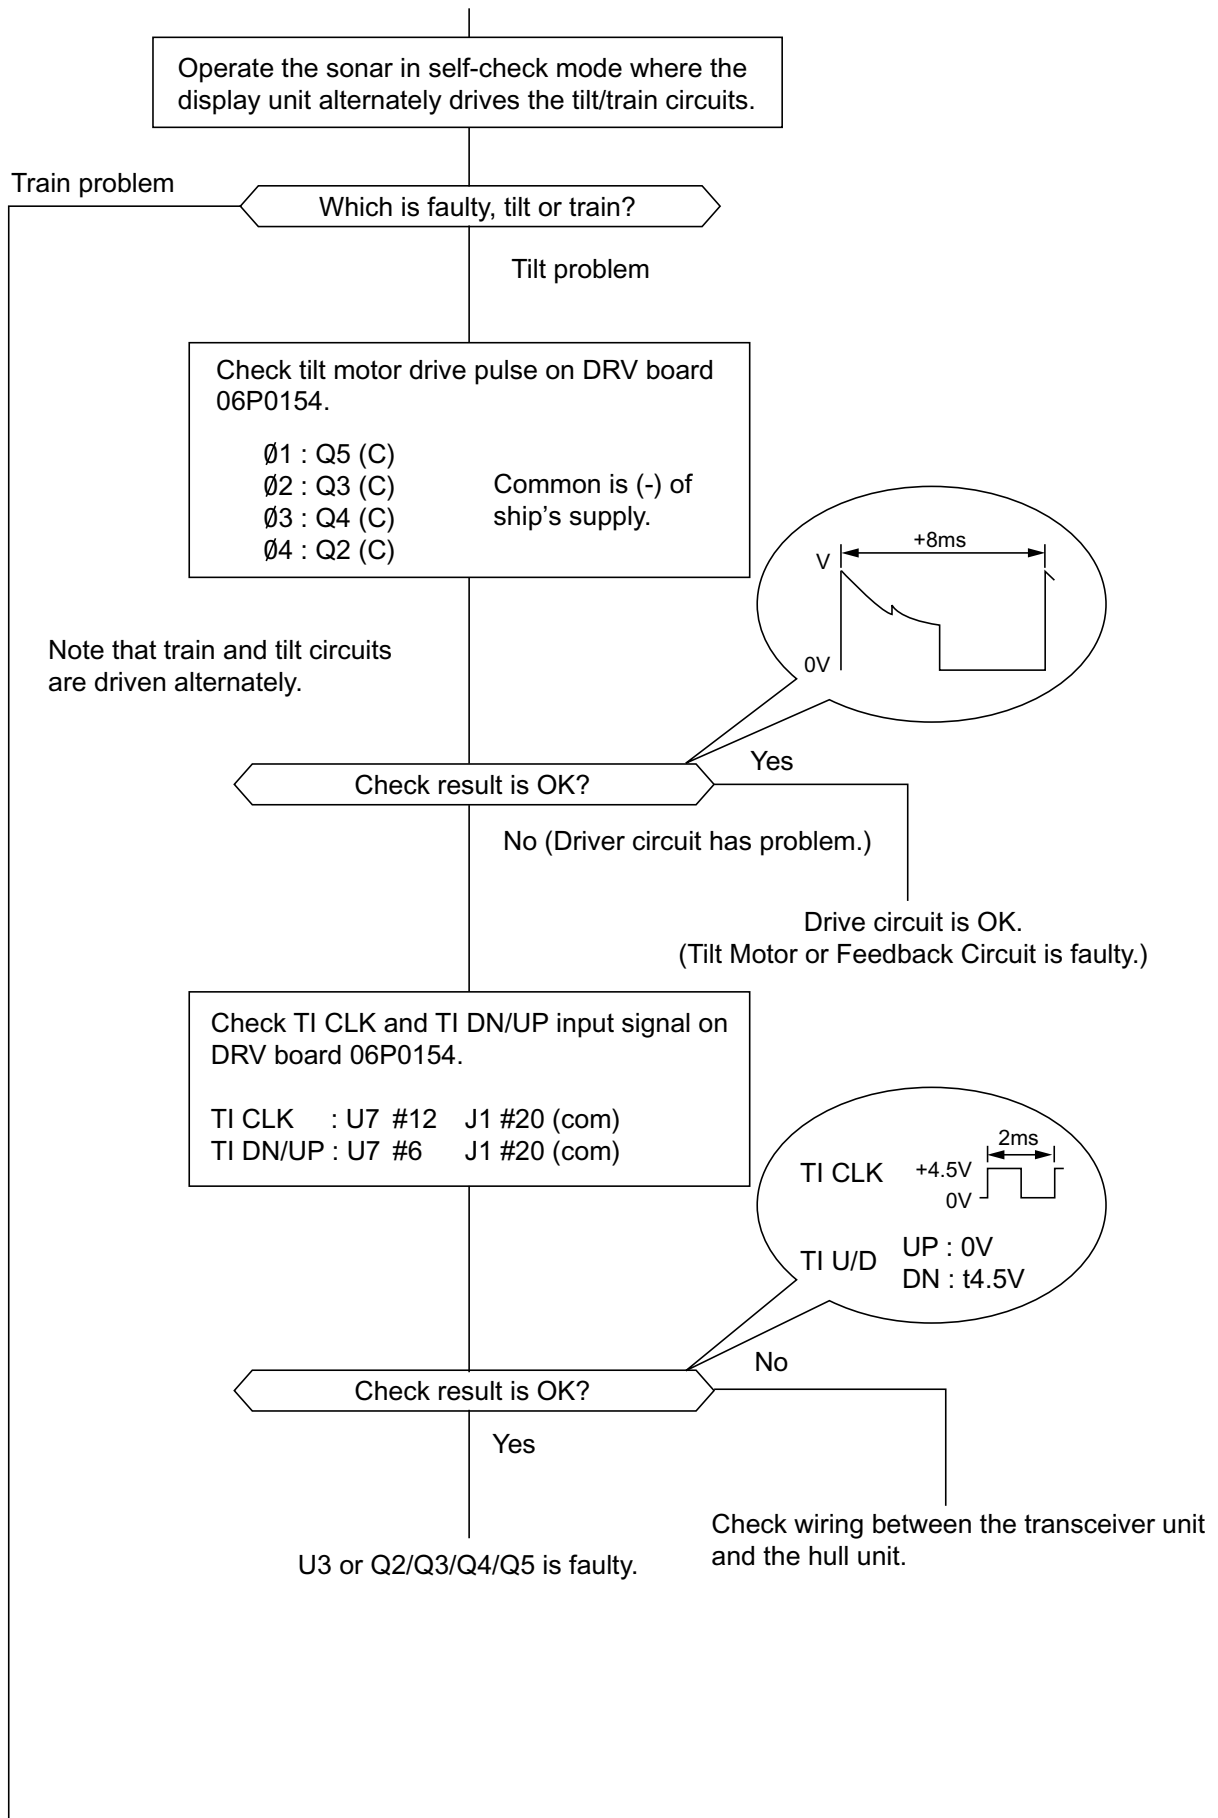 Operate the sonar in self-check mode where the
display unit alternately drives the tilt/train circuits.
Train problem
Which is faulty, tilt or train?
Tilt problem
Check tilt motor drive pulse on DRV board
06P0154.
Ø1 : Q5 (C)
Ø2 : Q3 (C)
Ø3 : Q4 (C)
Ø4 : Q2 (C)
Common is (-) of
ship's supply.
+8ms
V
0V
Note that train and tilt circuits
are driven alternately.
Check result is OK?
Yes
No (Driver circuit has problem.)
Drive circuit is OK.
(Tilt Motor or Feedback Circuit is faulty.)
Check TI CLK and TI DN/UP input signal on
DRV board 06P0154.
TI CLK : U7 #12 J1 #20 (com)
TI DN/UP : U7 #6 J1 #20 (com)
2ms
TI CLK +4.5V
0V
TI U/D UP : 0V
DN : t4.5V
No
Check result is OK?
Yes
Check wiring between the transceiver unit
and the hull unit.
U3 or Q2/Q3/Q4/Q5 is faulty.